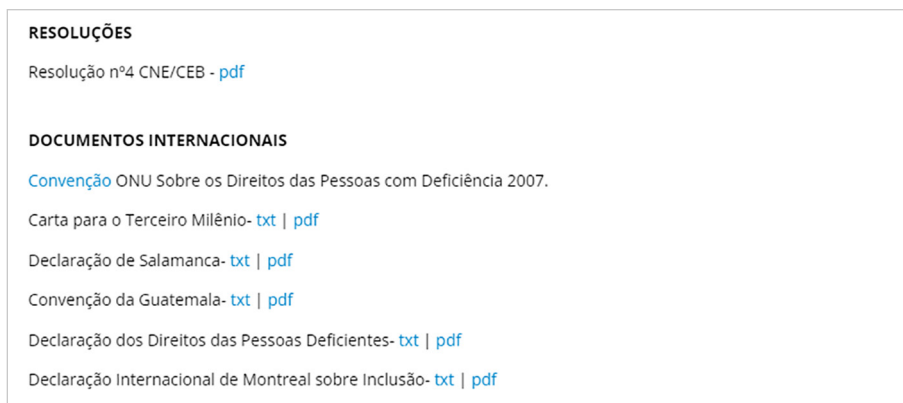 RESOLUÇÕES
Resolução nº4 CNE/CEB - pdf
DOCUMENTOS INTERNACIONAIS
Convenção ONU Sobre os Direitos das Pessoas com Deficiência 2007.
Carta para o Terceiro Milênio- txt | pdf
Declaração de Salamanca- txt | pdf
Convenção da Guatemala- txt | pdf
Declaração dos Direitos das Pessoas Deficientes- txt | pdf
Declaração Internacional de Montreal sobre Inclusão- txt | pdf